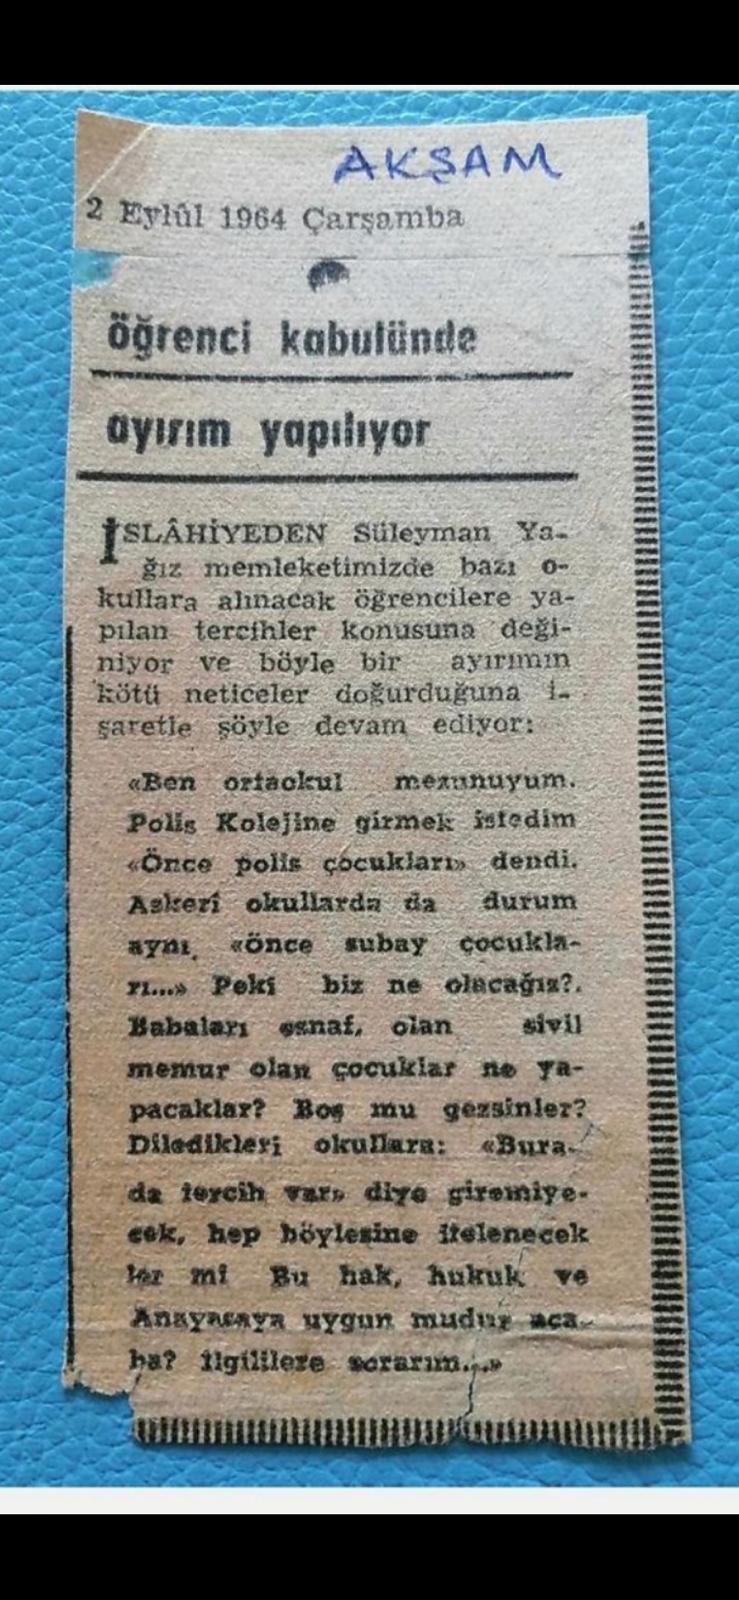 AKŞAM
2 Eylûl 1964 Çarşamba
öğrenci kabulünde
ayırım yapılıyor
İSLÂHİYEDEN Süleyman Ya-
ğız memleketimizde bazı o-
kullara alınacak öğrencilere ya-
pılan tercihler konusuna deği-
niyor ve böyle bir ayırımın
kötü neticeler doğurduğuna i-
şaretle şöyle devam ediyor:
«Ben ortaokul mezunuyum.
Polis Kolejine girmek istedim
«Önce polis çocukları» dendi.
Askerî okullarda da durum
aynı, «önce subay çocukla-
rı...» Peki biz ne olacağız?.
Babaları esnaf, olan sivil
memur olan çocuklar ne ya-
pacaklar? Boş mu gezsinler?
Diledikleri okullara: «Bura-
da tercih var» diye giremiye-
cek, hep böylesine itelenecek
ler mi Bu hak, hukuk ve
Anayasaya uygun mudur aca-
ba? İlgililere sorarım...»